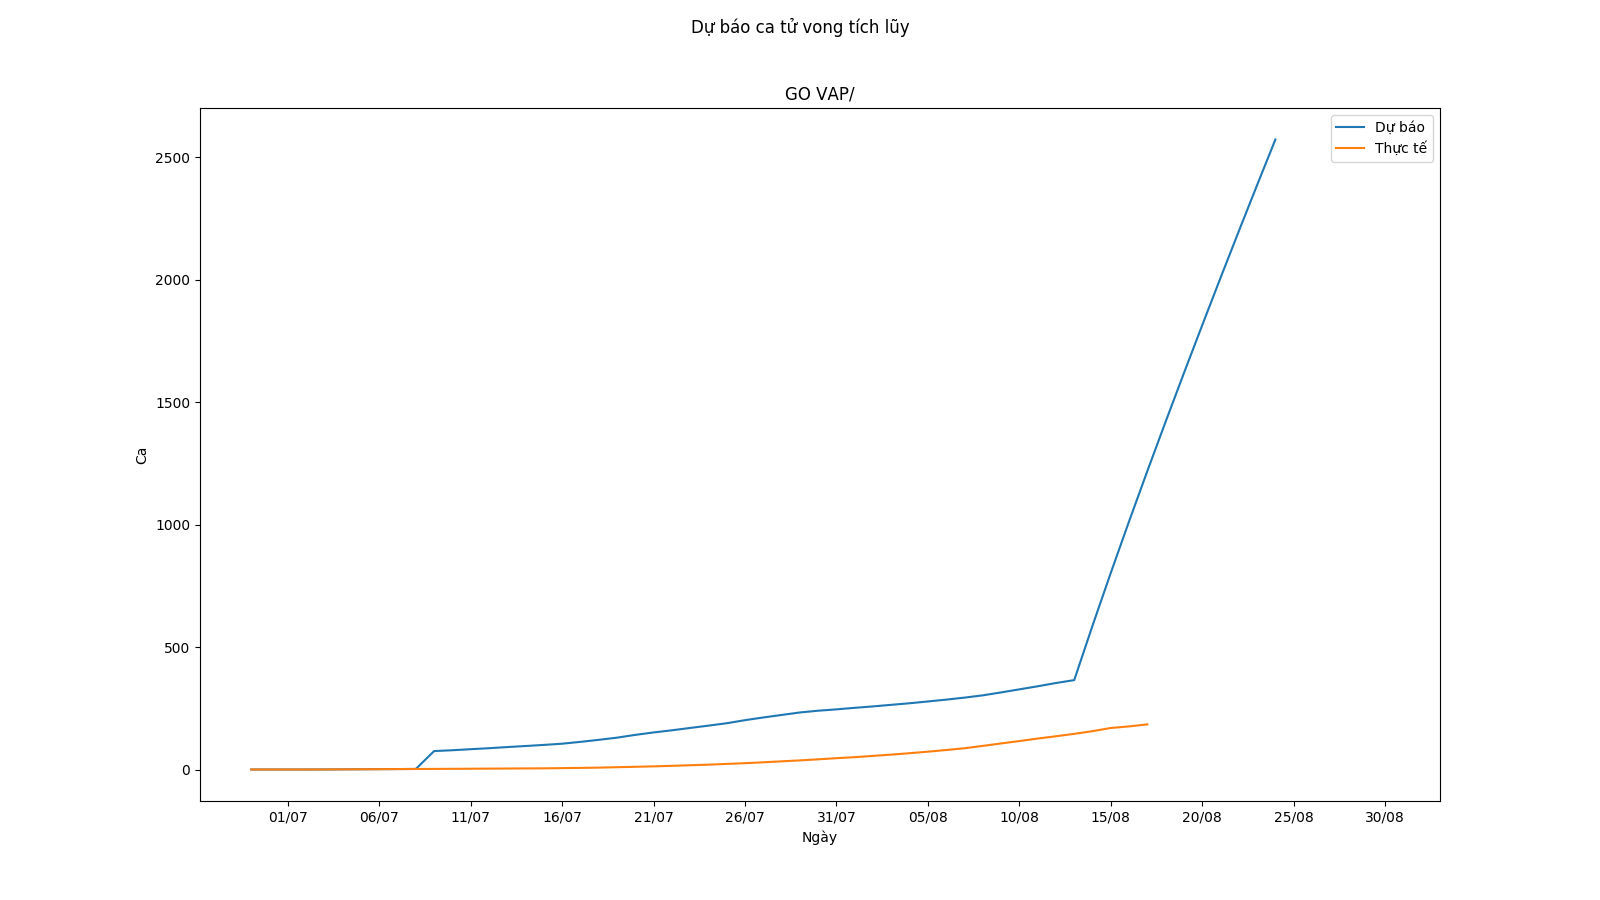 Dự báo ca tử vong tích lũy
GO VAP/
Dự báo
Thực tế
2500
2000
1500
1000
500
0
Ca
01/07 06/07 11/07 16/07 21/07 26/07 31/07 05/08 10/08 15/08 20/08 25/08 30/08
Ngày